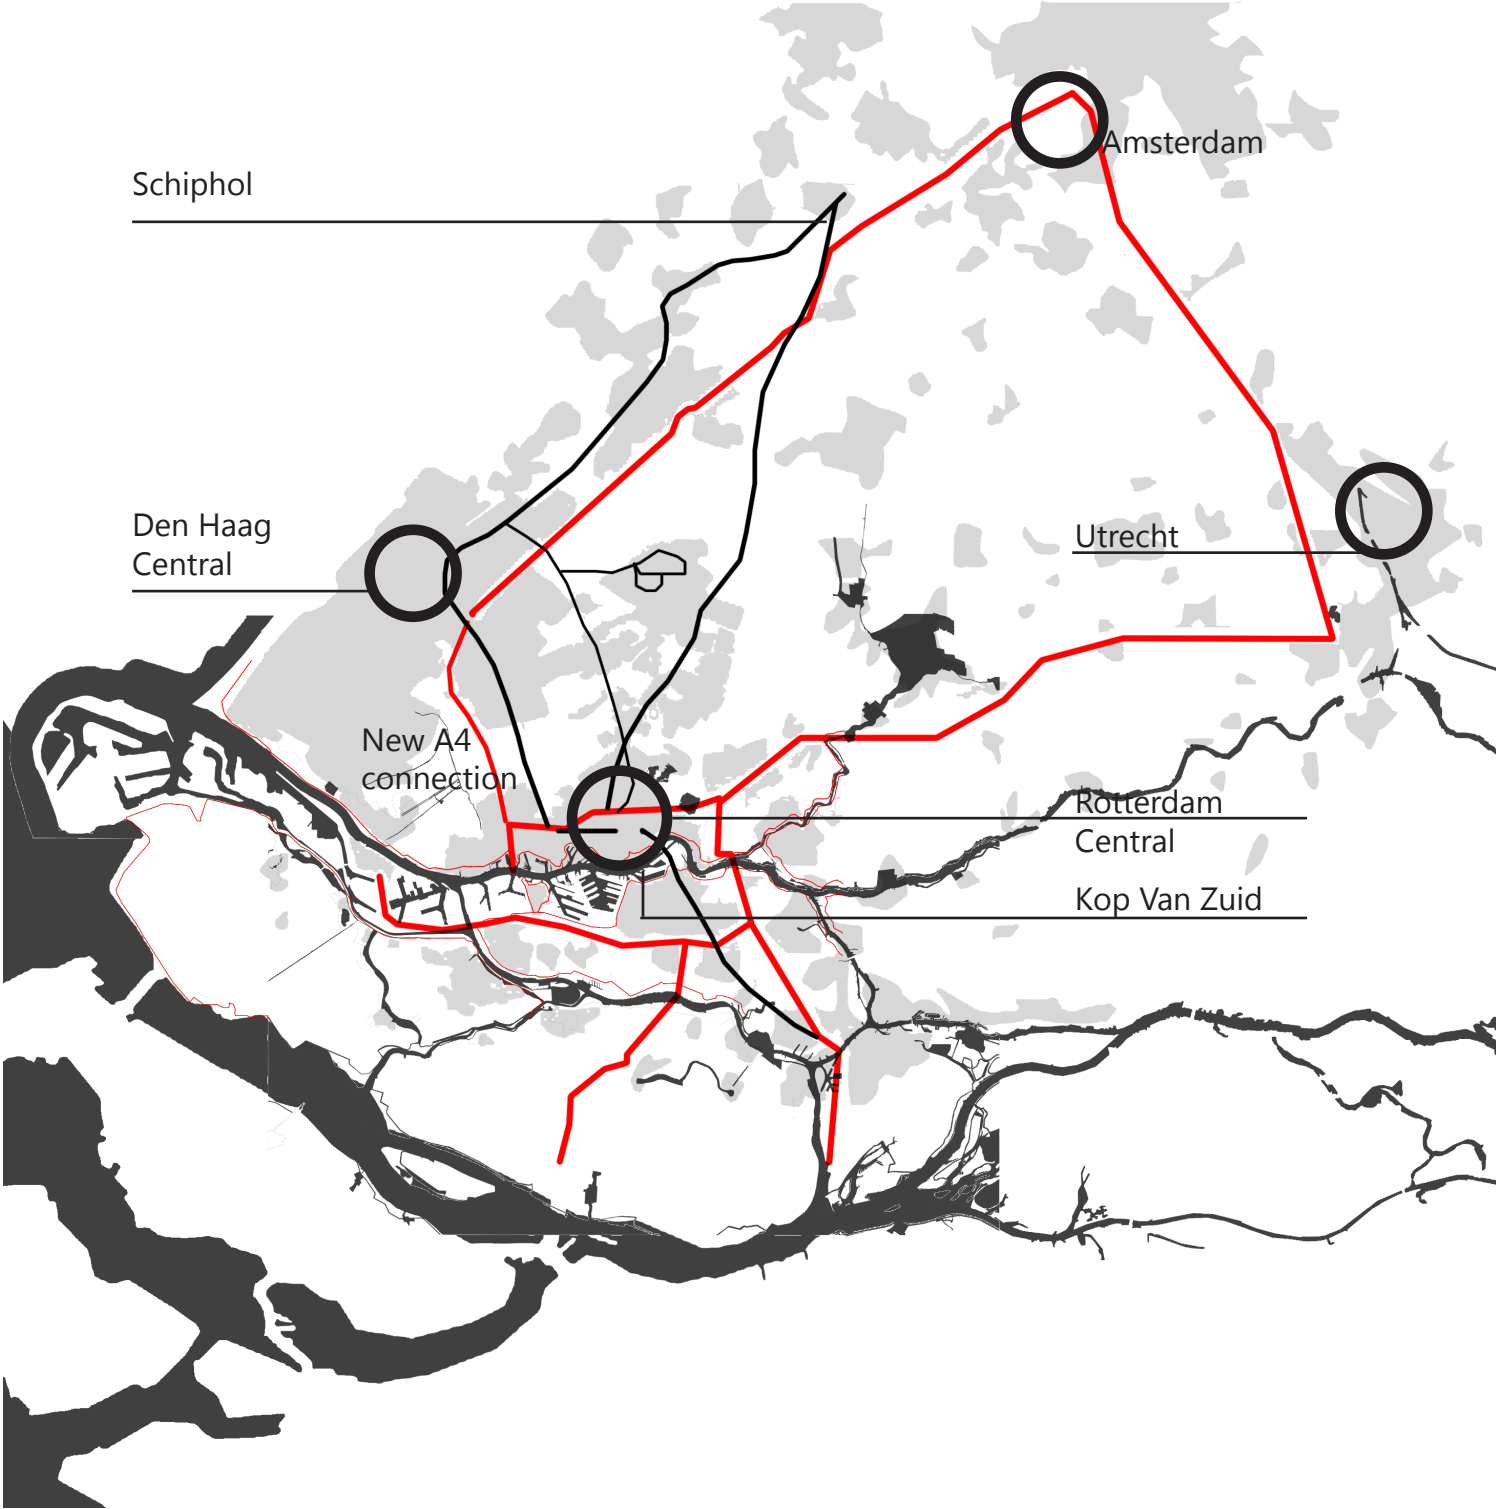 Amsterdam
Schiphol
Den Haag
Central
Utrecht
New A4
connection
Rotterdam
Central
Kop Van Zuid